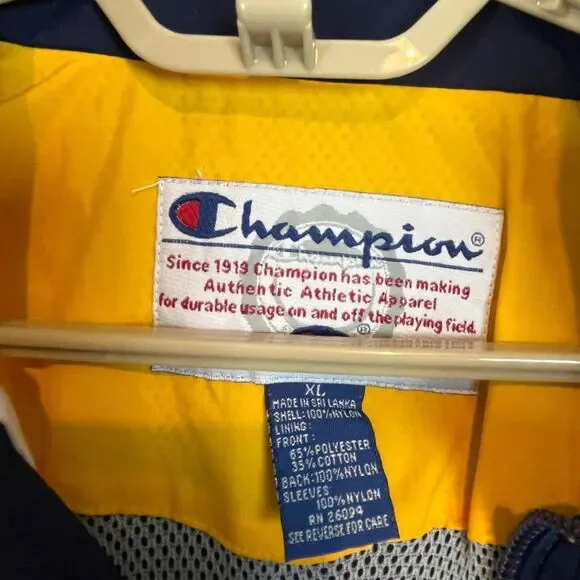 Champion®
Since 1919 Champion has been making
Authentic Athletic Apparel
for durable usage on and off the playing field.
XL
MADE IN SRI LANKA
SHELL: 100% NYLON
LINING:
FRONT:
65% POLYESTER
35% COTTON
BACK-100% NYLON
SLEEVES
100% NYLON
RN 26094
SEE REVERSE FOR CARE